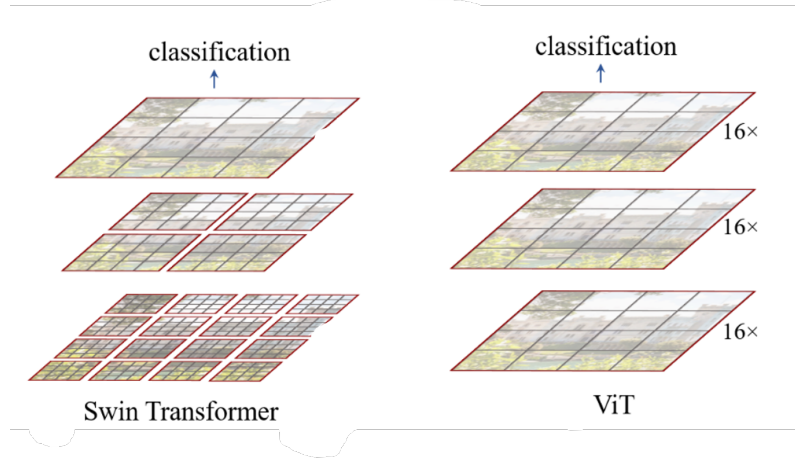 classification
classification
16×
16×
16×
Swin Transformer
ViT